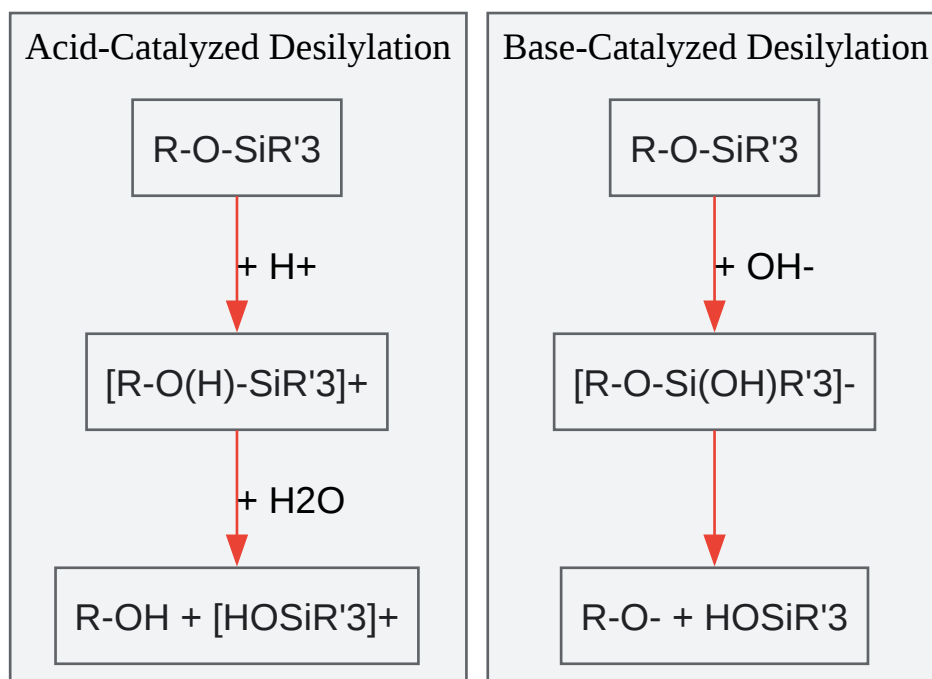 Acid-Catalyzed Desilylation
R-O-SiR'3
+ H+
[R-O(H)-SiR'3]+
+ H2O
R-OH + [HOSiR'3]+
Base-Catalyzed Desilylation
R-O-SiR'3
+ OH-
[R-O-Si(OH)R'3]-
R-O- + HOSiR'3